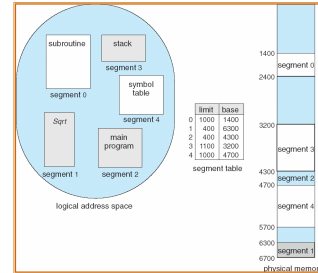 subroutine
stack
segment 3
segment 0
symbol
table
segment 4
Sqrt
main
program
segment 1
segment 2
logical address space
limit base
0 1000 1400
1 400 6300
2 400 4300
3 1100 3200
4 1000 4700
segment table
1400
segment 0
2400
3200
segment 3
4300
segment 2
4700
segment 4
5700
6300
segment 1
6700
physical memor